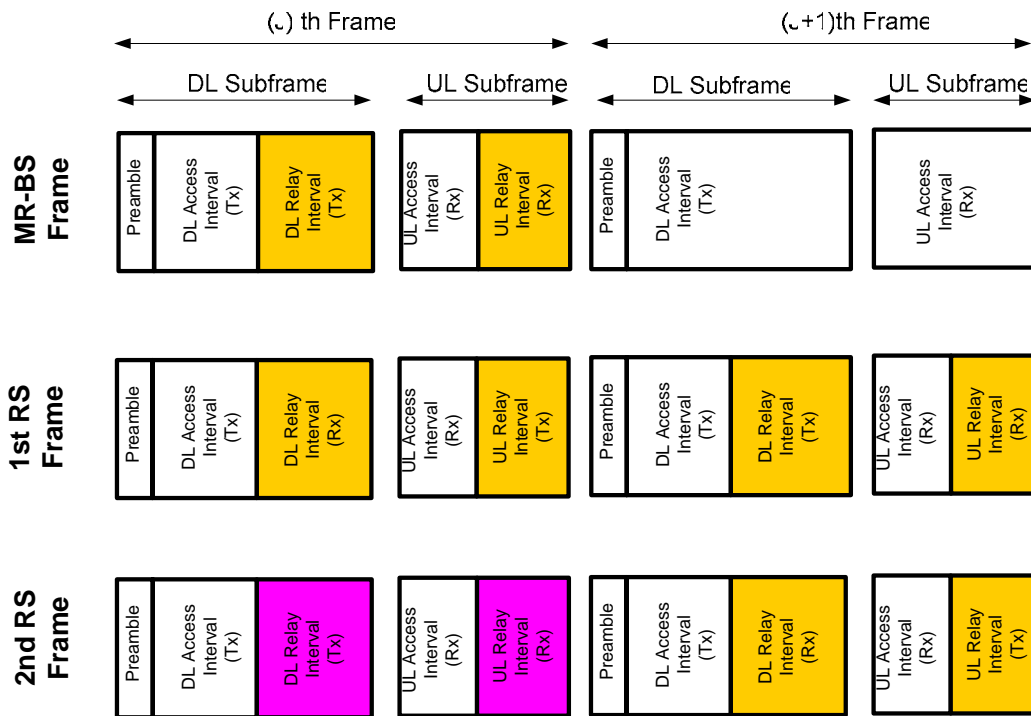 th Frame
+1)th Frame
DL Subframe
UL Subframe
DL Subframe
UL Subframe
MR-BS
Frame
Preamble
DL Access
Interval
(Tx)
DL Relay
Interval
(Tx)
UL Access
Interval
(Rx)
UL Relay
Interval
(Rx)
Preamble
DL Access
Interval
(Tx)
UL Access
Interval
(Rx)
1st RS
Frame
Preamble
DL Access
Interval
(Tx)
DL Relay
Interval
(Rx)
UL Access
Interval
(Rx)
UL Relay
Interval
(Tx)
Preamble
DL Access
Interval
(Tx)
DL Relay
Interval
(Tx)
UL Access
Interval
(Rx)
UL Relay
Interval
(Rx)
2nd RS
Frame
Preamble
DL Access
Interval
(Tx)
DL Relay
Interval
(Tx)
UL Access
Interval
(Rx)
UL Relay
Interval
(Rx)
Preamble
DL Access
Interval
(Tx)
DL Relay
Interval
(Rx)
UL Access
Interval
(Rx)
UL Relay
Interval
(Tx)